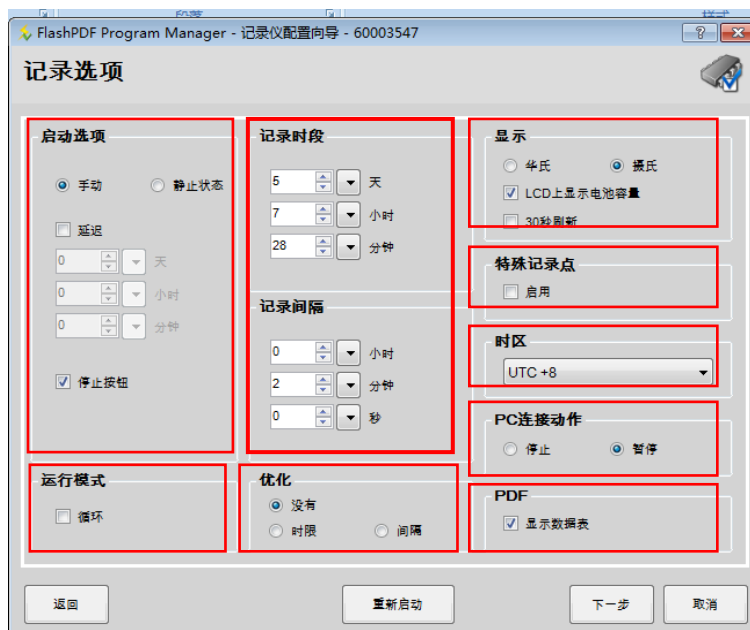 段落
样式
FlashPDF Program Manager - 记录仪配置向导 - 60003547
记录选项
启动选项
手动 静止状态
延迟
0 天
0 小时
0 分钟
停止按钮
运行模式
循环
记录时段
5 天
7 小时
28 分钟
记录间隔
0 小时
2 分钟
0 秒
优化
没有
时限 间隔
显示
华氏 摄氏
LCD上显示电池容量
30秒刷新
特殊记录点
启用
时区
UTC +8
PC连接动作
停止 暂停
PDF
显示数据表
返回 重新启动 下一步 取消